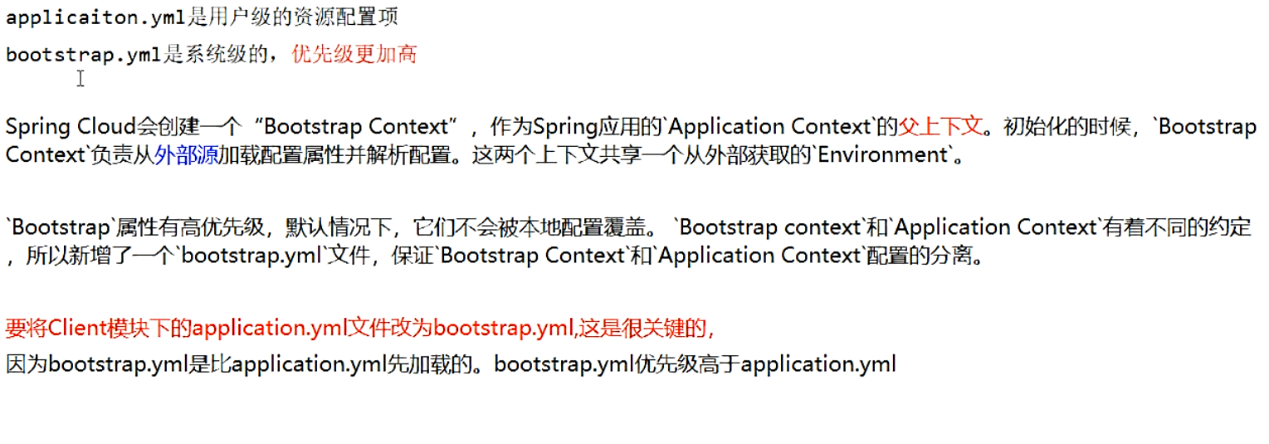 applicaiton.yml是用户级的资源配置项
bootstrap.yml是系统级的，优先级更加高
Spring Cloud会创建一个“Bootstrap Context”，作为Spring应用的`Application Context`的父上下文。初始化的时候，`Bootstrap
Context`负责从外部源加载配置属性并解析配置。这两个上下文共享一个从外部获取的`Environment`。
`Bootstrap`属性有高优先级，默认情况下，它们不会被本地配置覆盖。 `Bootstrap context`和`Application Context`有着不同的约定
，所以新增了一个`bootstrap.yml`文件，保证`Bootstrap Context`和`Application Context`配置的分离。
要将Client模块下的application.yml文件改为bootstrap.yml,这是很关键的，
因为bootstrap.yml是比application.yml先加载的。bootstrap.yml优先级高于application.yml